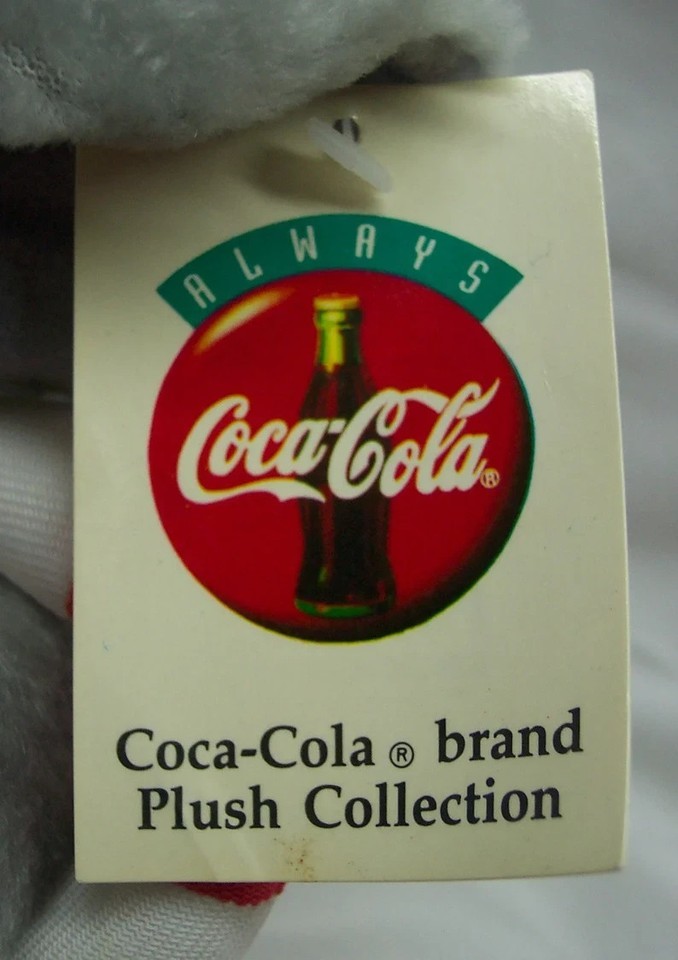 ALWAYS
Coca-Cola®
Coca-Cola ® brand
Plush Collection